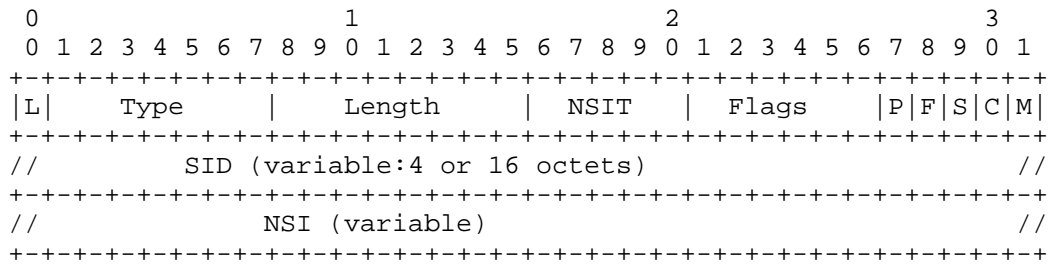 0                   1                   2                   3
 0 1 2 3 4 5 6 7 8 9 0 1 2 3 4 5 6 7 8 9 0 1 2 3 4 5 6 7 8 9 0 1
+-+-+-+-+-+-+-+-+-+-+-+-+-+-+-+-+-+-+-+-+-+-+-+-+-+-+-+-+-+-+-+-+
|L|    Type     |    Length     |  NSIT  |  Flags     |P|F|S|C|M|
+-+-+-+-+-+-+-+-+-+-+-+-+-+-+-+-+-+-+-+-+-+-+-+-+-+-+-+-+-+-+-+-+
//         SID (variable:4 or 16 octets)                       //
+-+-+-+-+-+-+-+-+-+-+-+-+-+-+-+-+-+-+-+-+-+-+-+-+-+-+-+-+-+-+-+-+
//              NSI (variable)                                 //
+-+-+-+-+-+-+-+-+-+-+-+-+-+-+-+-+-+-+-+-+-+-+-+-+-+-+-+-+-+-+-+-+